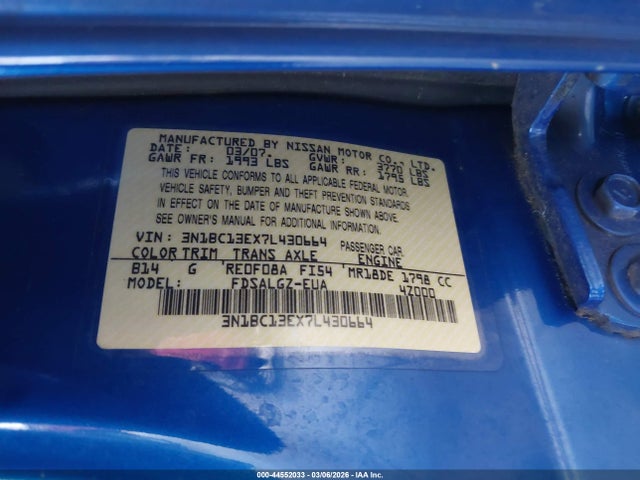 MANUFACTURED BY NISSAN MOTOR CO., LTD.
DATE: 03/07 GVWR: 3770 LBS
GAWR FR: 1993 LBS GAWR RR: 1795 LBS
THIS VEHICLE CONFORMS TO ALL APPLICABLE FEDERAL MOTOR
VEHICLE SAFETY, BUMPER AND THEFT PREVENTION STANDARDS
IN EFFECT ON THE DATE OF MANUFACTURE SHOWN ABOVE.
SEE OWNER'S MANUAL FOR ADDITIONAL INFORMATION.
VIN: 3N1BC13EX7L430664 PASSENGER CAR
COLOR TRIM TRANS AXLE ENGINE
B14 G RE0F08A FI54 MR18DE 1798 CC
MODEL: FDSALGZ-EUA 4Z000
3N1BC13EX7L430664
000-44552033 - 03/06/2026 - © IAA, Inc.